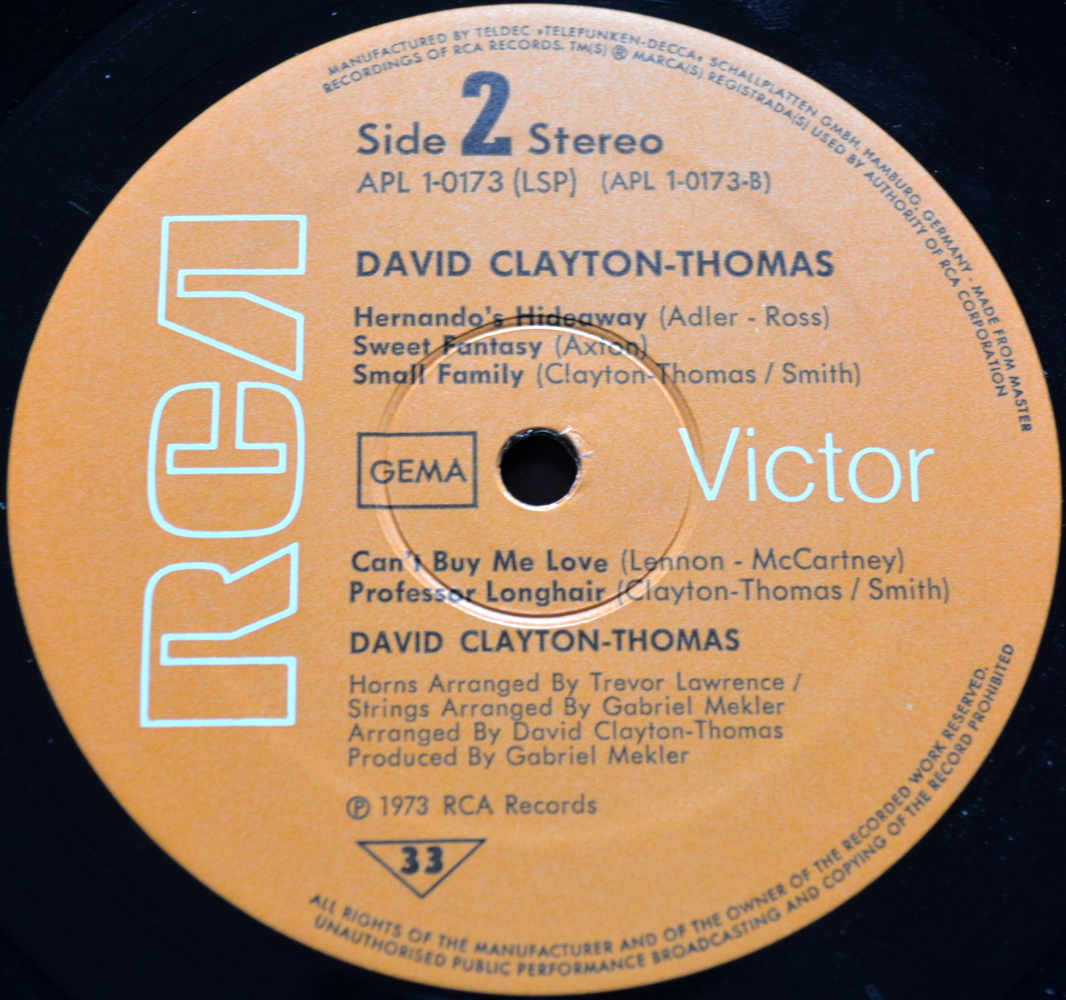 MANUFACTURED BY TELDEC »TELEFUNKEN-DECCA« SCHALLPLATTEN GMBH, HAMBURG, GERMANY - MADE FROM MASTER
RECORDINGS OF RCA RECORDS. TM(S) ® MARCA(S) REGISTRADA(S) USED BY AUTHORITY OF RCA CORPORATION
Side 2 Stereo
APL 1-0173 (LSP) (APL 1-0173-B)
DAVID CLAYTON-THOMAS
Hernando's Hideaway (Adler - Ross)
Sweet Fantasy (Axton)
Small Family (Clayton-Thomas / Smith)
RCA
GEMA
Victor
Can't Buy Me Love (Lennon - McCartney)
Professor Longhair (Clayton-Thomas / Smith)
DAVID CLAYTON-THOMAS
Horns Arranged By Trevor Lawrence /
Strings Arranged By Gabriel Mekler
Arranged By David Clayton-Thomas
Produced By Gabriel Mekler
℗ 1973 RCA Records
33
ALL RIGHTS OF THE MANUFACTURER AND OF THE OWNER OF THE RECORDED WORK RESERVED.
UNAUTHORISED PUBLIC PERFORMANCE BROADCASTING AND COPYING OF THE RECORD PROHIBITED